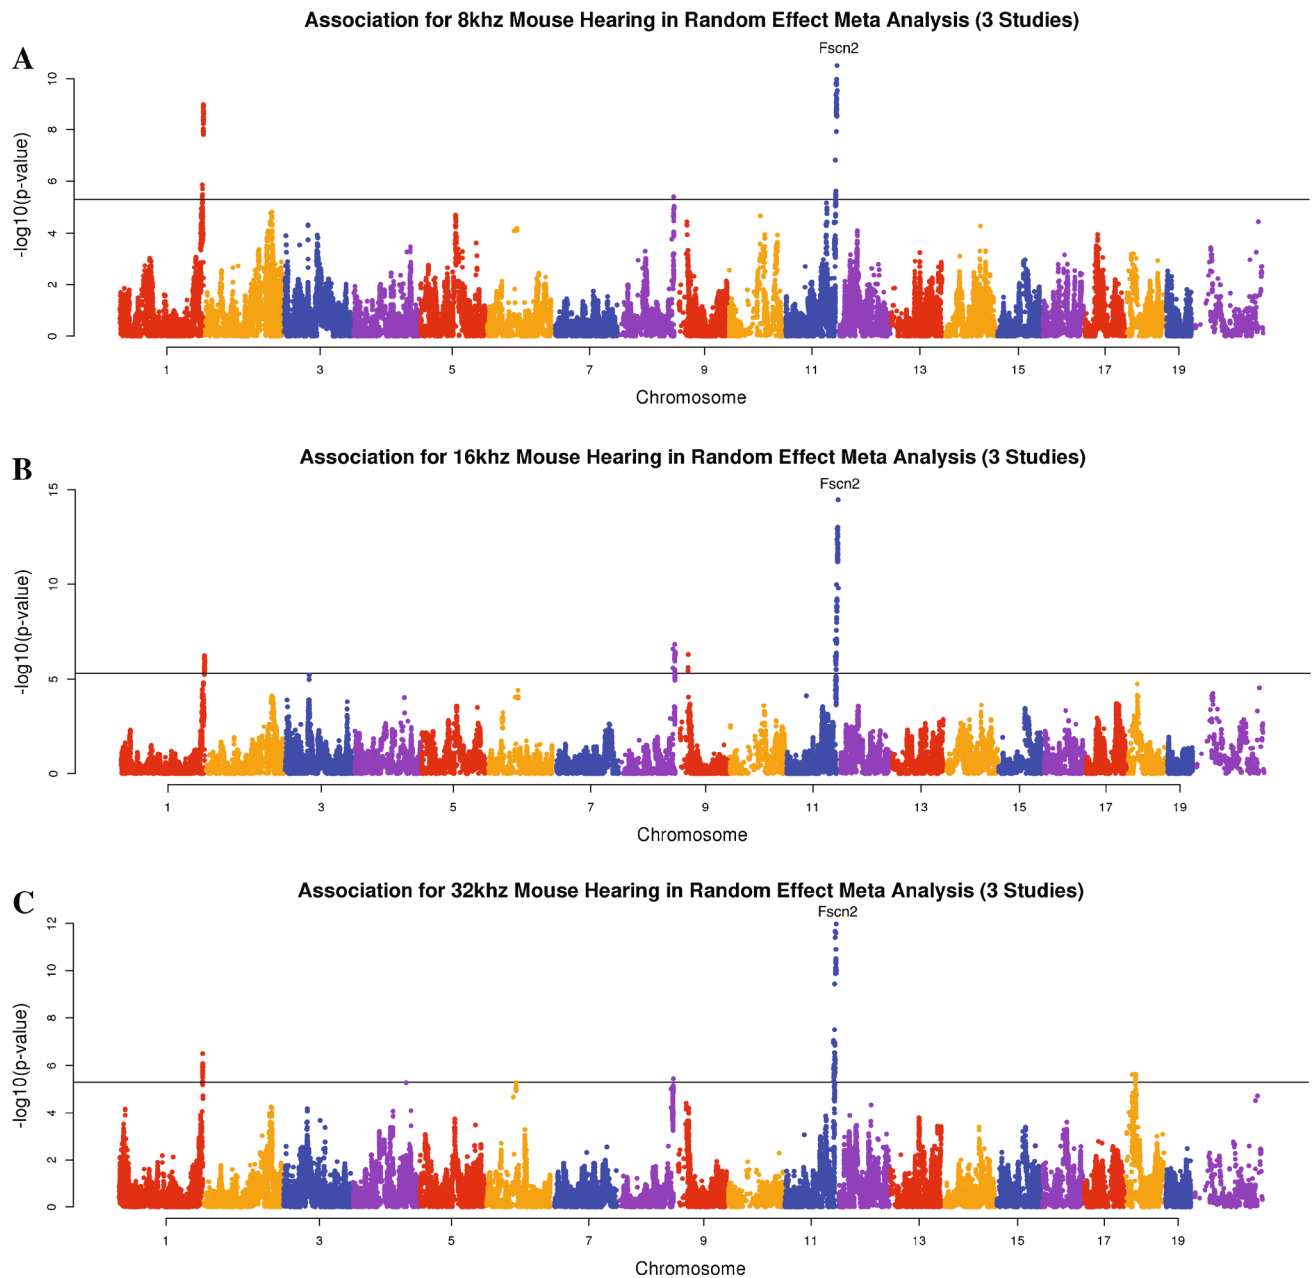 Association for 8khz Mouse Hearing in Random Effect Meta Analysis (3 Studies)
A
Fscn2
10
8
6
4
2
0
-log10(p-value)
1 3 5 7 9 11 13 15 17 19
Chromosome
Association for 16khz Mouse Hearing in Random Effect Meta Analysis (3 Studies)
B
Fscn2
15
10
5
0
-log10(p-value)
1 3 5 7 9 11 13 15 17 19
Chromosome
Association for 32khz Mouse Hearing in Random Effect Meta Analysis (3 Studies)
C
Fscn2
12
10
8
6
4
2
0
-log10(p-value)
1 3 5 7 9 11 13 15 17 19
Chromosome